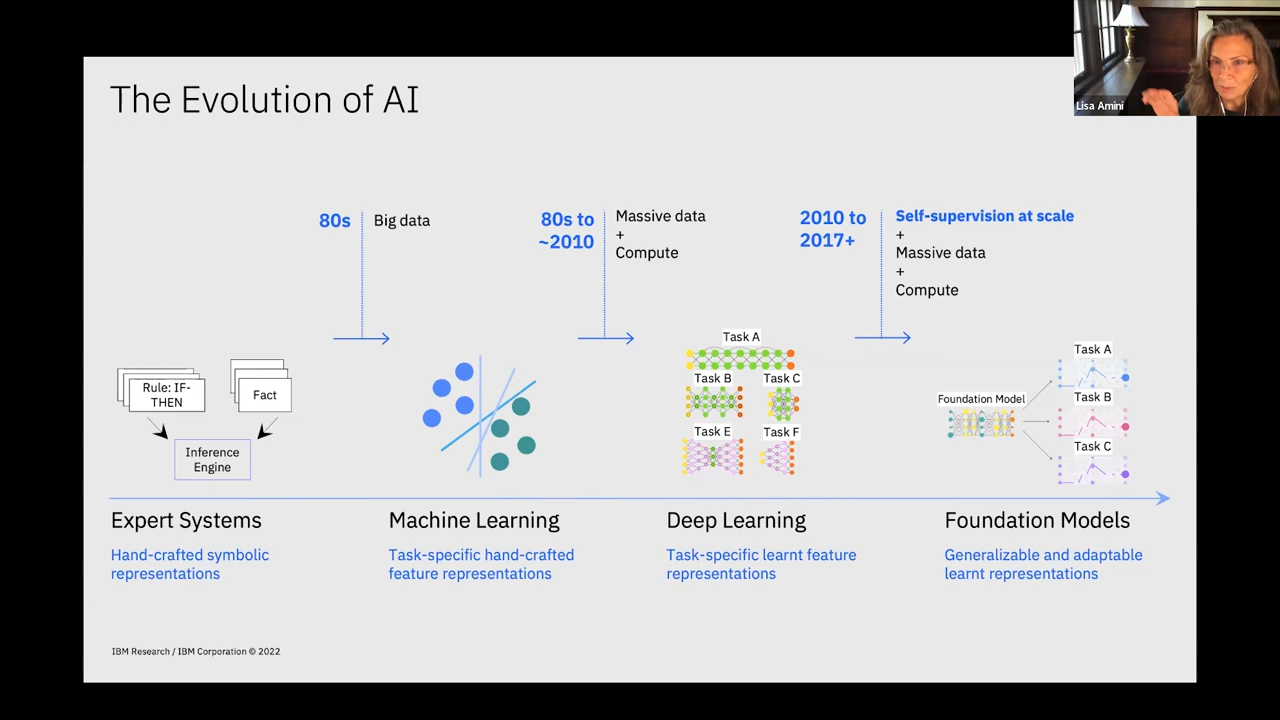 The Evolution of AI
Lisa Amini
80s
Big data
80s to
~2010
Massive data
+
Compute
2010 to
2017+
Self-supervision at scale
+
Massive data
+
Compute
Rule: IF-
THEN
Fact
Inference
Engine
Task A
Task B
Task C
Task E
Task F
Foundation Model
Task A
Task B
Task C
Expert Systems
Hand-crafted symbolic
representations
Machine Learning
Task-specific hand-crafted
feature representations
Deep Learning
Task-specific learnt feature
representations
Foundation Models
Generalizable and adaptable
learnt representations
IBM Research / IBM Corporation © 2022